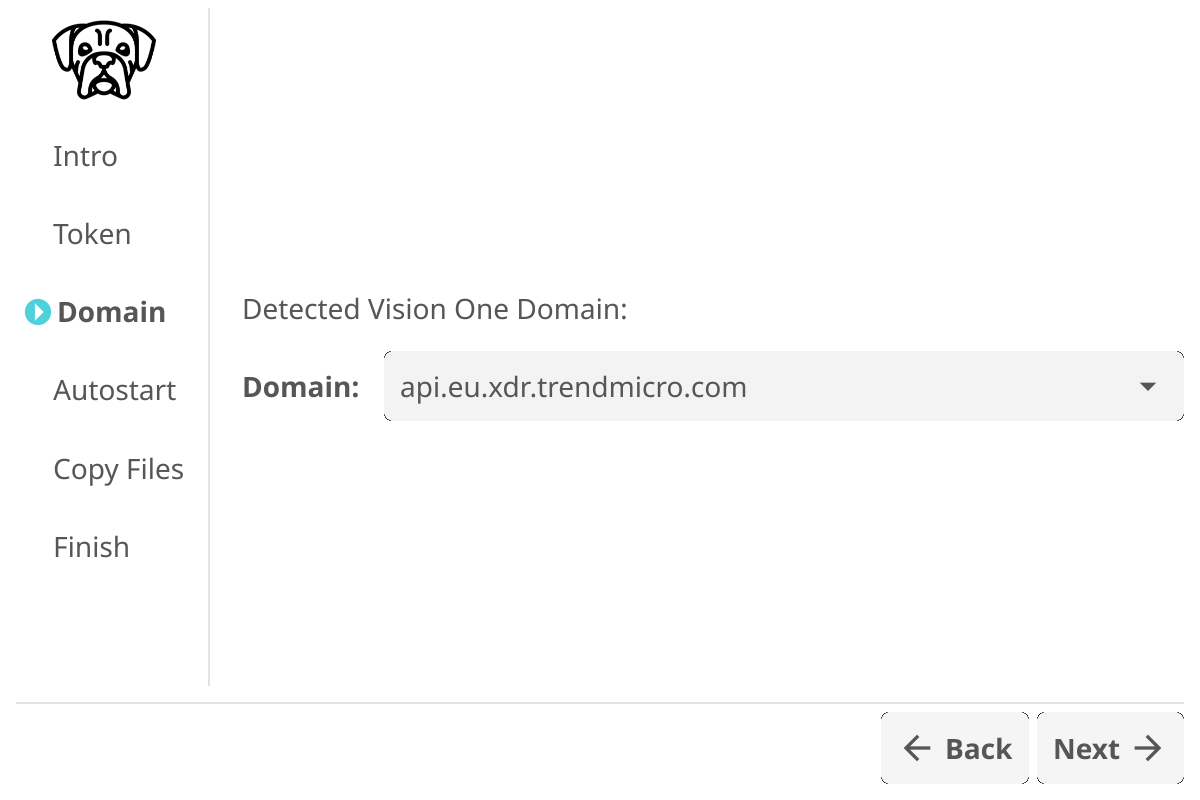 Intro
Token
Domain
Autostart
Copy Files
Finish
Detected Vision One Domain:
Domain: api.eu.xdr.trendmicro.com
Back Next